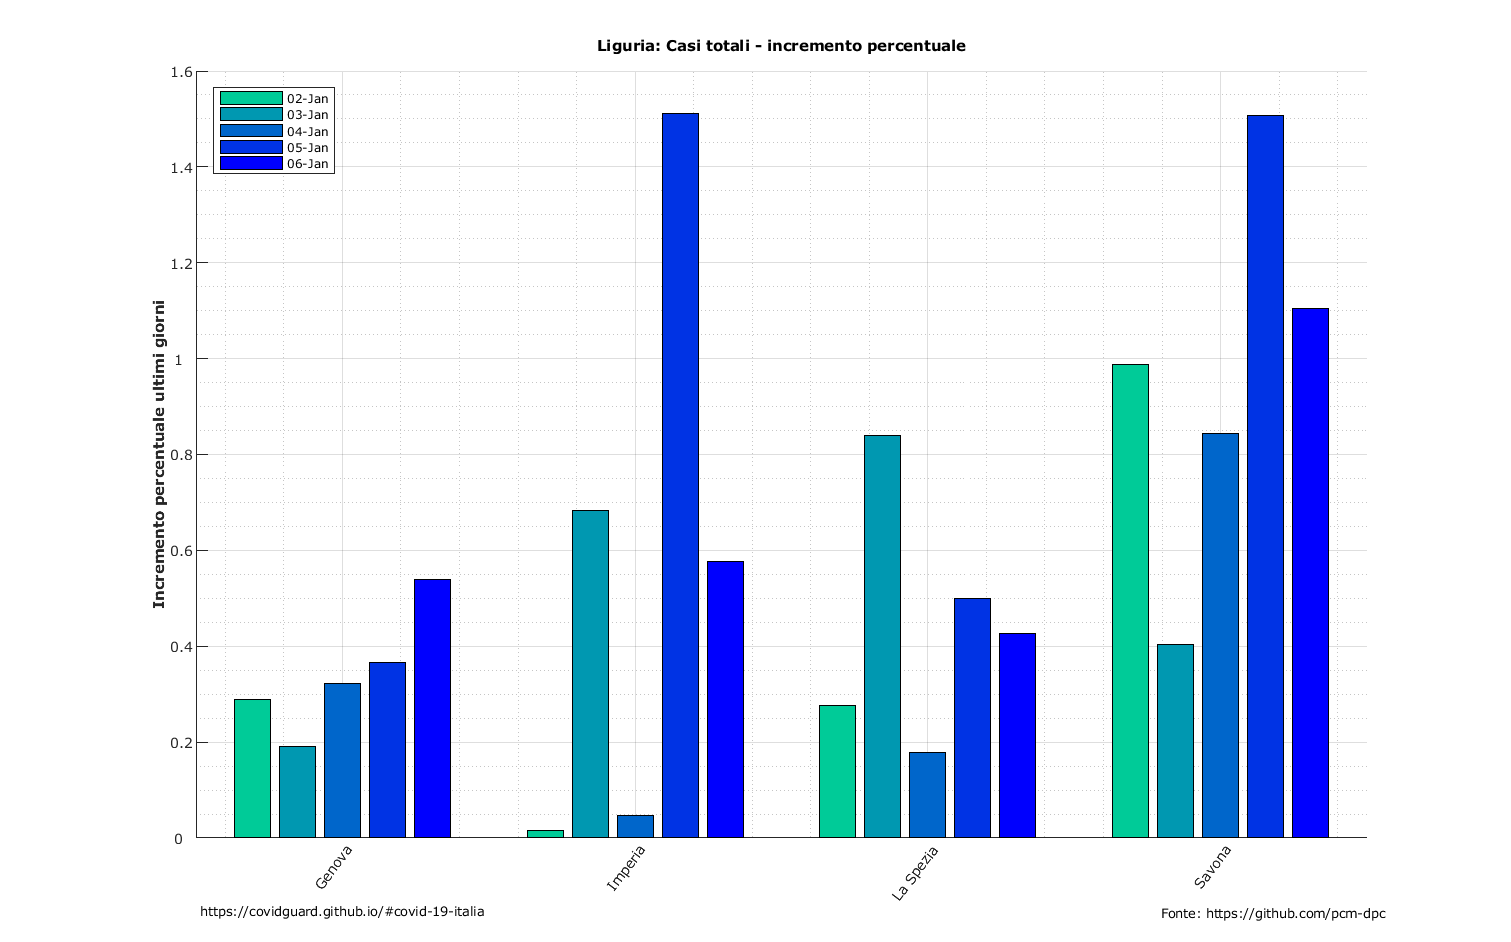 Liguria: Casi totali - incremento percentuale
02-Jan
03-Jan
04-Jan
05-Jan
06-Jan
Incremento percentuale ultimi giorni
1.6
1.4
1.2
1
0.8
0.6
0.4
0.2
0
Genova
Imperia
La Spezia
Savona
https://covidguard.github.io/#covid-19-italia
Fonte: https://github.com/pcm-dpc